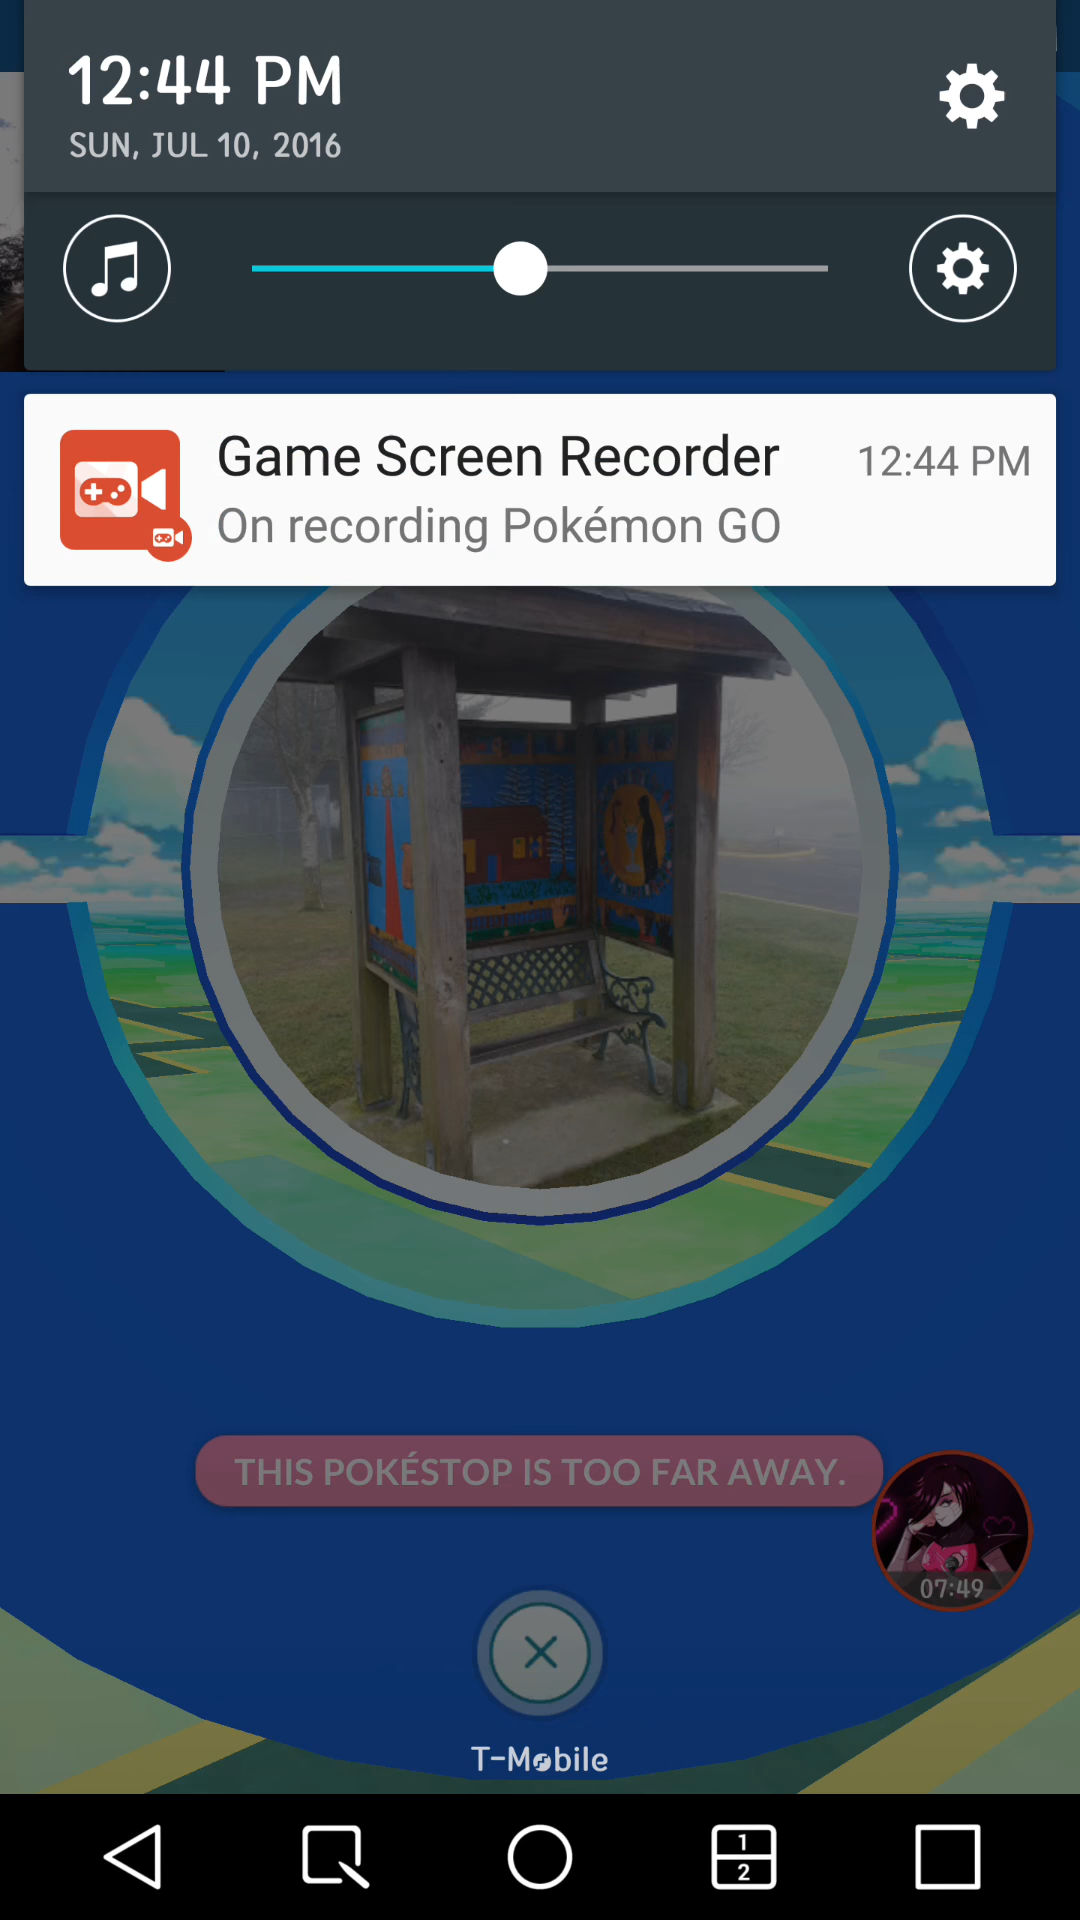 12:44 PM
SUN, JUL 10, 2016
Game Screen Recorder 12:44 PM
On recording Pokémon GO
THIS POKÉSTOP IS TOO FAR AWAY.
07:49
T-Mobile
1
2